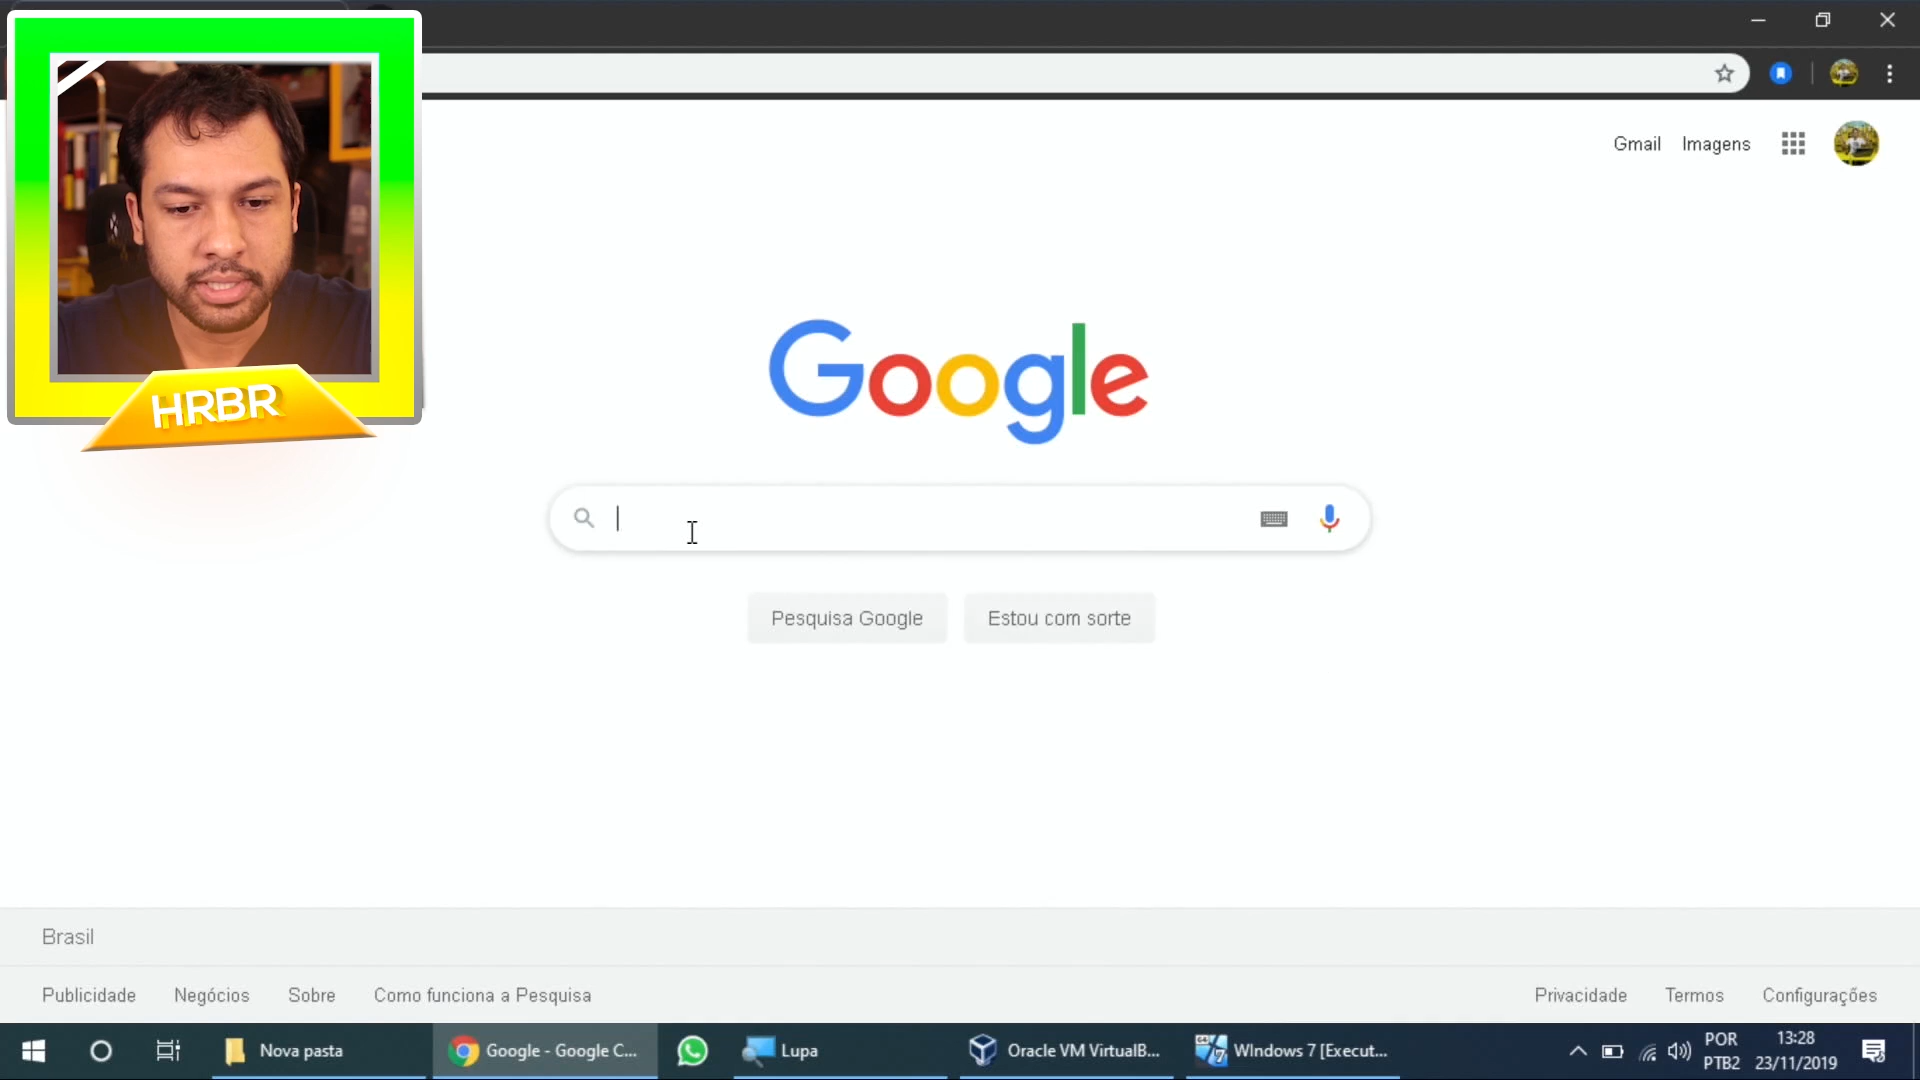 HRBR
Gmail Imagens
Google
Pesquisa Google Estou com sorte
Brasil
Publicidade Negócios Sobre Como funciona a Pesquisa Privacidade Termos Configurações
Nova pasta Google - Google C... Lupa Oracle VM VirtualB... WIndows 7 [Execut... POR 13:28
PTB2 23/11/2019